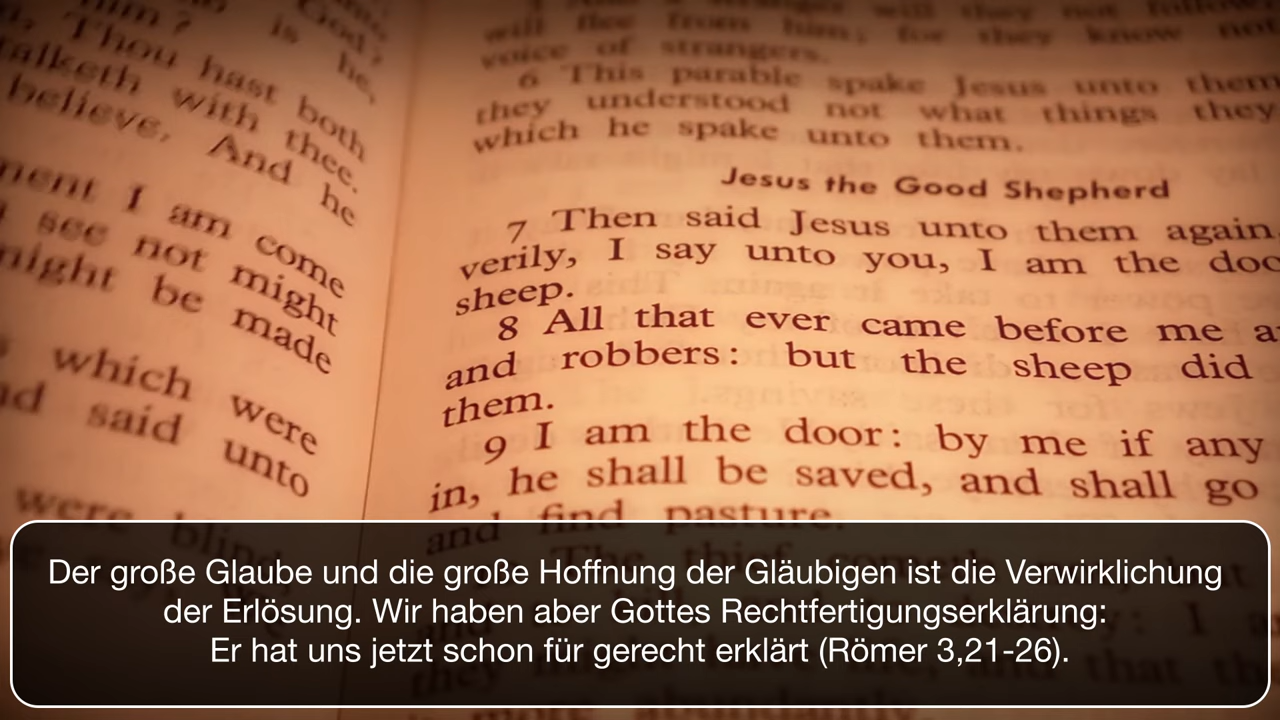 him?
is he,
God?
Thou hast both
talketh with thee.
believe, And he
I am come
see not might
might be made
which were
said unto
were blind,
will flee from him; for they know not
voice of strangers.
6 This parable spake Jesus unto them
they understood not what things they
which he spake unto them.
Jesus the Good Shepherd
7 Then said Jesus unto them again,
verily, I say unto you, I am the
sheep.
8 All that ever came before me
and robbers: but the sheep did
them.
9 I am the door: by me if any
in, he shall be saved, and shall go
and find pasture.
Der große Glaube und die große Hoffnung der Gläubigen ist die Verwirklichung
der Erlösung. Wir haben aber Gottes Rechtfertigungserklärung:
Er hat uns jetzt schon für gerecht erklärt (Römer 3,21-26).